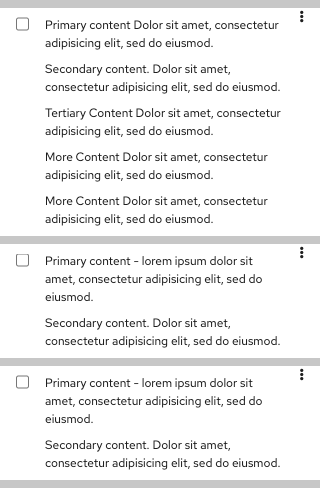 Primary content Dolor sit amet, consectetur
adipisicing elit, sed do eiusmod.
Secondary content. Dolor sit amet,
consectetur adipisicing elit, sed do eiusmod.
Tertiary Content Dolor sit amet, consectetur
adipisicing elit, sed do eiusmod.
More Content Dolor sit amet, consectetur
adipisicing elit, sed do eiusmod.
More Content Dolor sit amet, consectetur
adipisicing elit, sed do eiusmod.
Primary content - lorem ipsum dolor sit
amet, consectetur adipisicing elit, sed do
eiusmod.
Secondary content. Dolor sit amet,
consectetur adipisicing elit, sed do eiusmod.
Primary content - lorem ipsum dolor sit
amet, consectetur adipisicing elit, sed do
eiusmod.
Secondary content. Dolor sit amet,
consectetur adipisicing elit, sed do eiusmod.